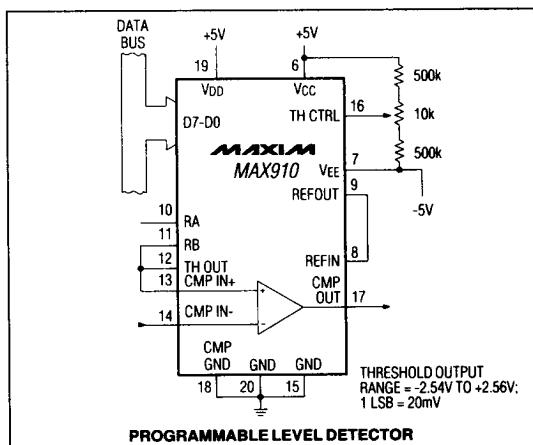 DATA
BUS
+5V
+5V
19
6
VDD
VCC
500k
TH CTRL
16
10k
D7-D0
MAXIM
MAX910
500k
VEE
7
REFOUT
9
-5V
10
RA
11
RB
12
TH OUT
REFIN
8
13
CMP IN+
CMP
OUT
17
+
14
CMP IN-
-
CMP
GND
GND
GND
18
20
15
THRESHOLD OUTPUT
RANGE = -2.54V TO +2.56V;
1 LSB = 20mV
PROGRAMMABLE LEVEL DETECTOR